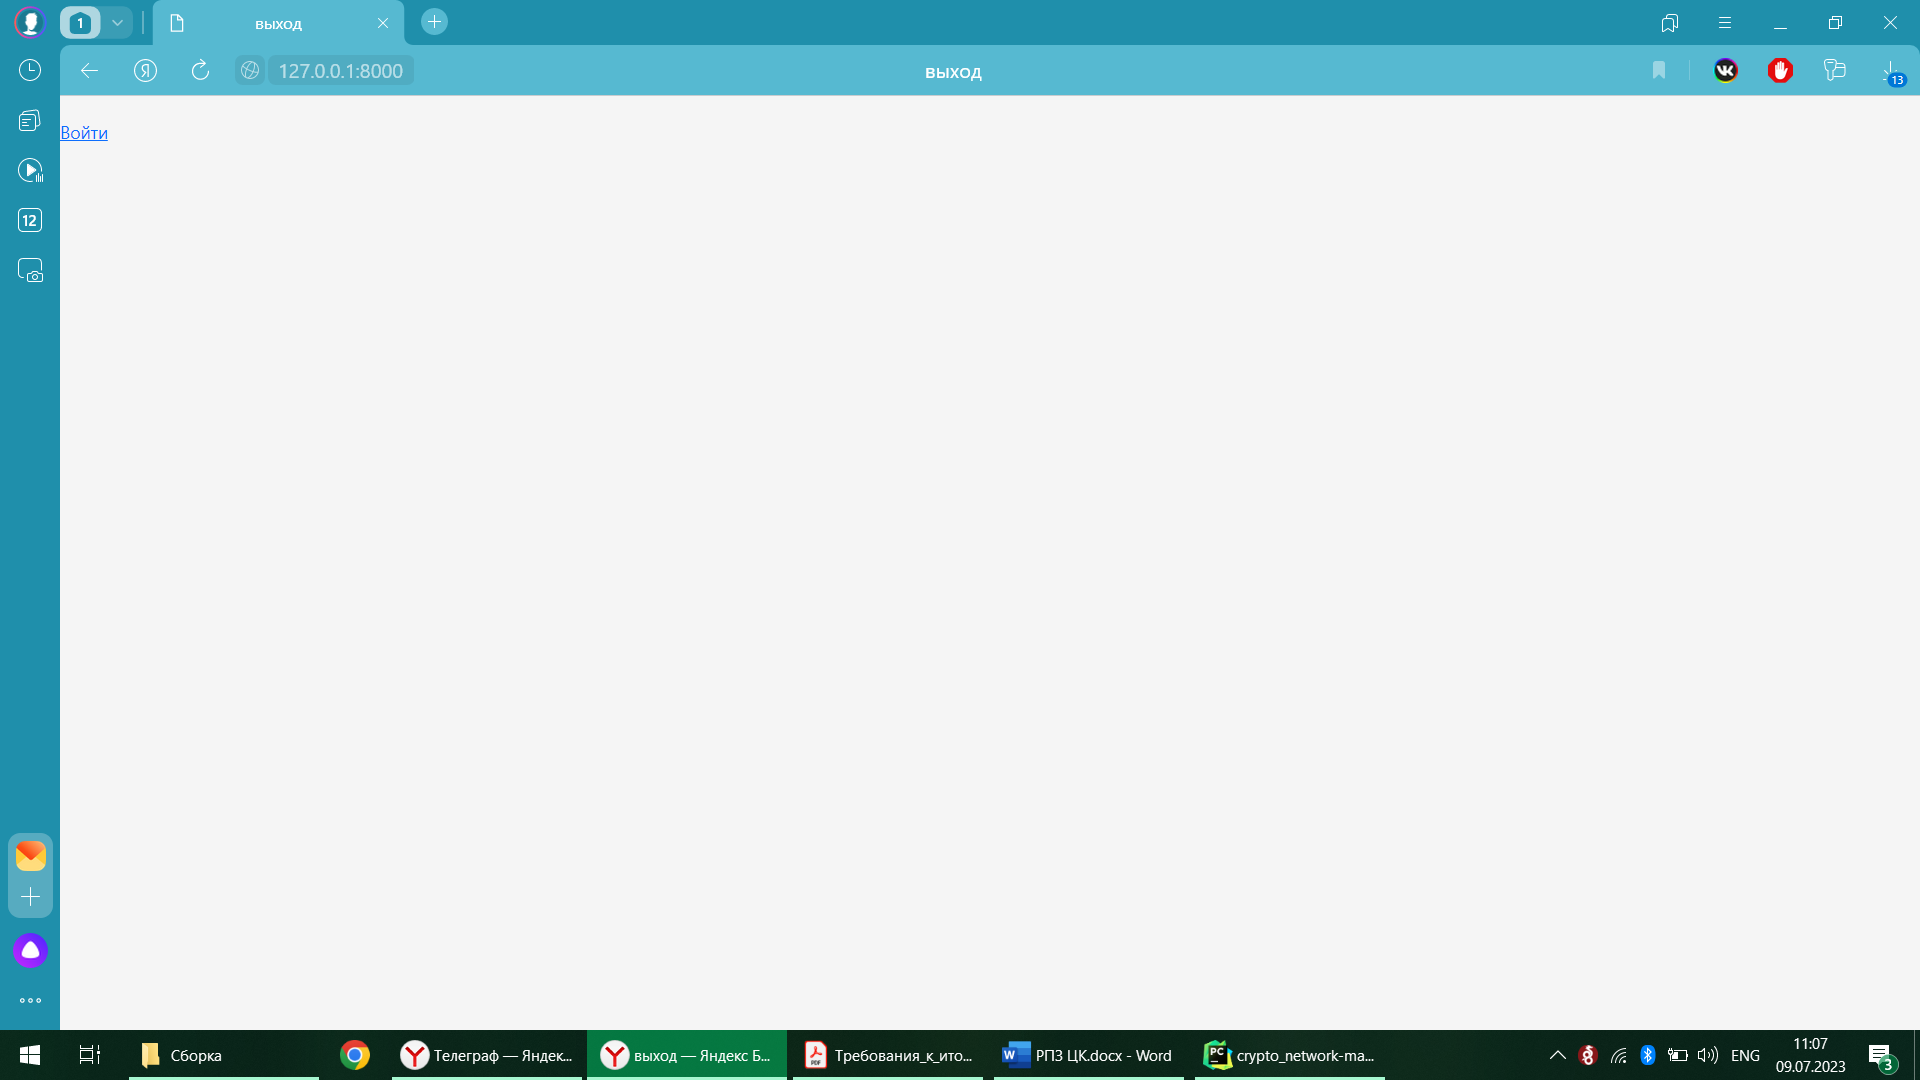 1
выход
Я
127.0.0.1:8000
выход
13
Войти
12
Сборка
Телеграф — Яндек...
выход — Яндекс Б...
Требования_к_ито...
РПЗ ЦК.docx - Word
crypto_network-ma...
ENG
11:07
09.07.2023
3